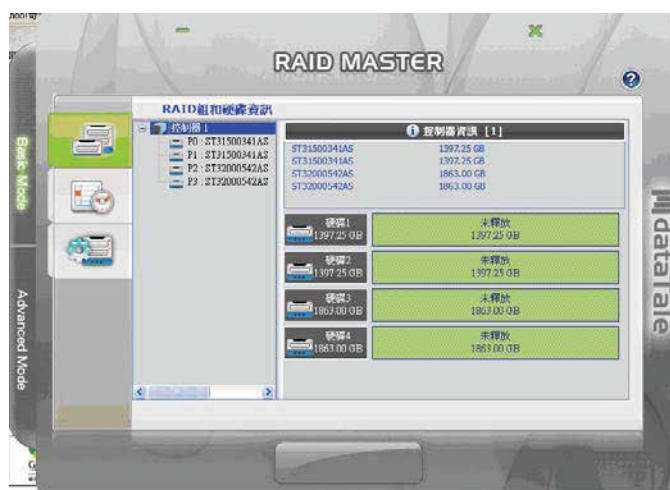 RAID MASTER
RAID組和硬碟資訊
控制器 1
P0 : ST31500341AS
P1 : ST31500341AS
P2 : ST32000542AS
P3 : ST32000542AS
控制器資訊 [1]
ST31500341AS 1397.25 GB
ST31500341AS 1397.25 GB
ST32000542AS 1863.00 GB
ST32000542AS 1863.00 GB
硬碟1
1397.25 GB
未釋放
1397.25 GB
硬碟2
1397.25 GB
未釋放
1397.25 GB
硬碟3
1863.00 GB
未釋放
1863.00 GB
硬碟4
1863.00 GB
未釋放
1863.00 GB
Basic Mode
Advanced Mode
dataTale